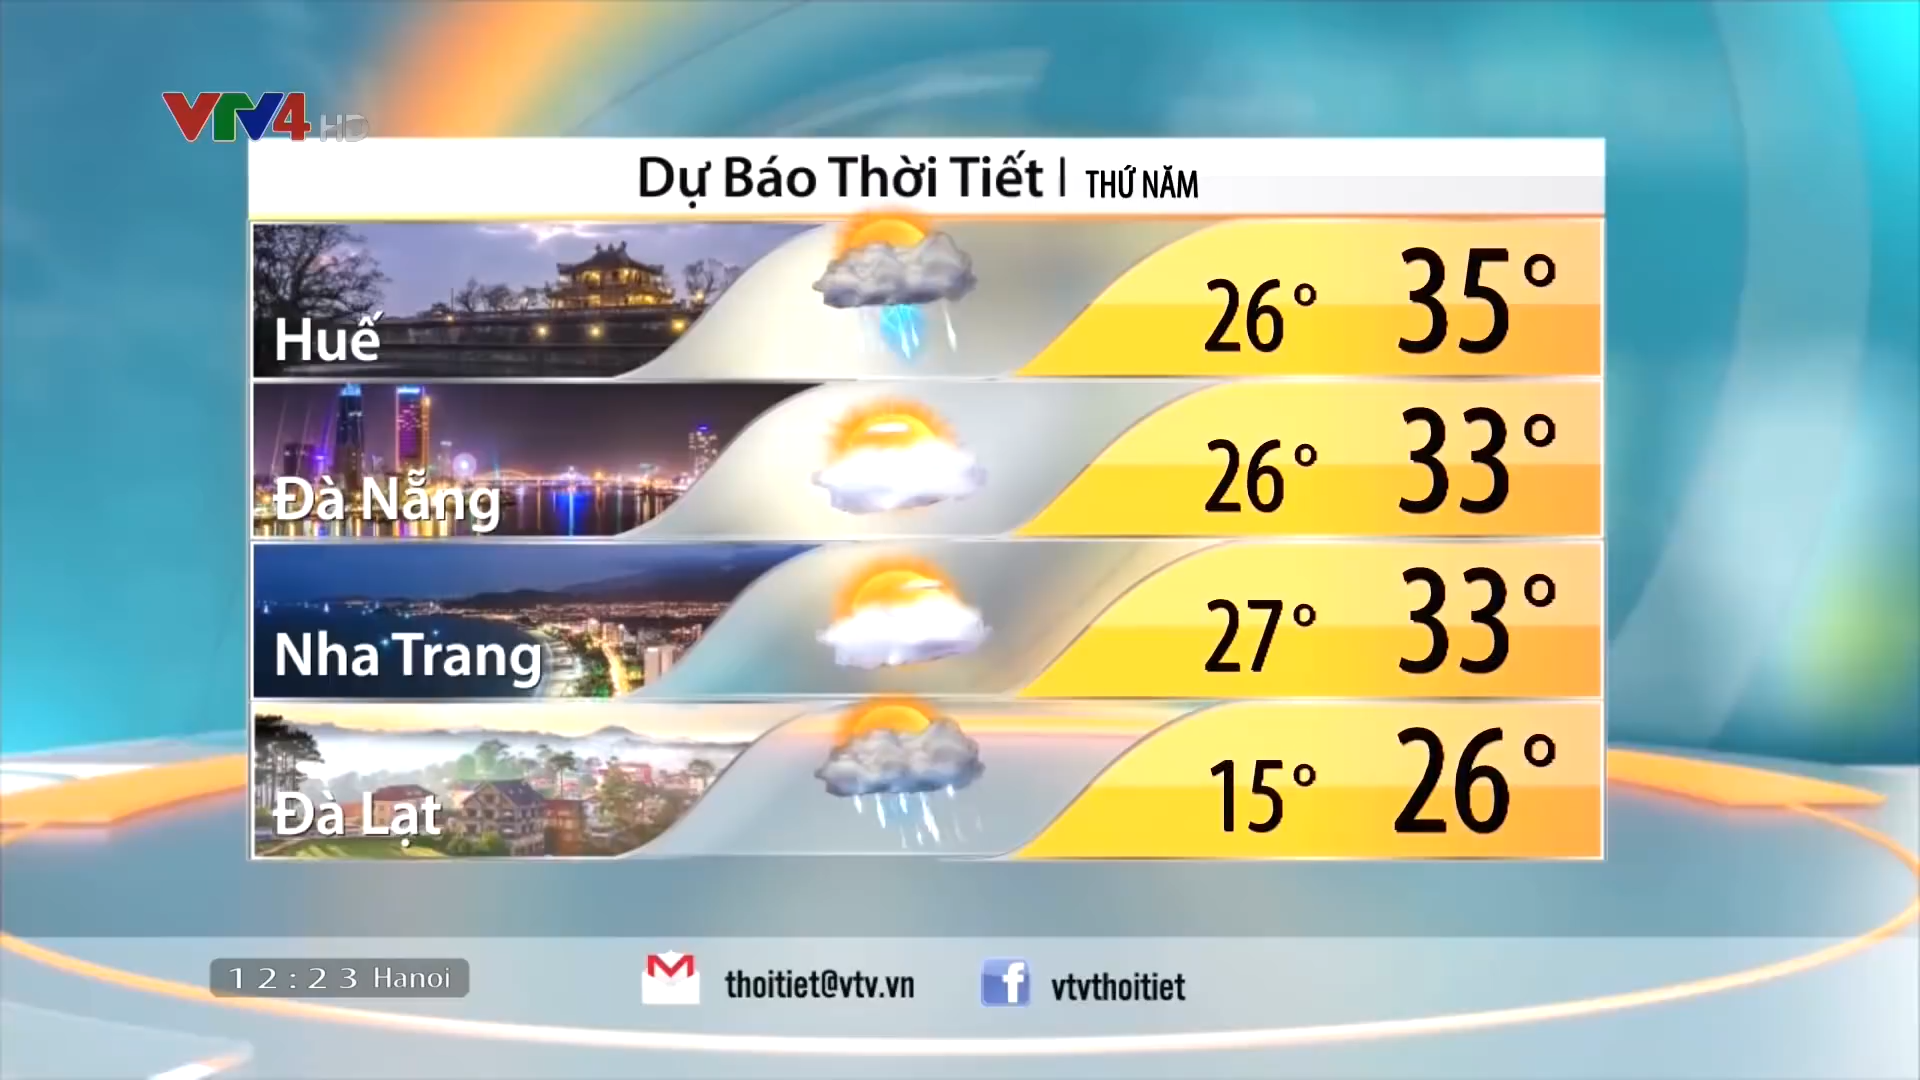 VTV4 HD
Dự Báo Thời Tiết | THỨ NĂM
Huế 26° 35°
Đà Nẵng 26° 33°
Nha Trang 27° 33°
Đà Lạt 15° 26°
12:23 Hanoi
thoitiet@vtv.vn
vtvthoitiet